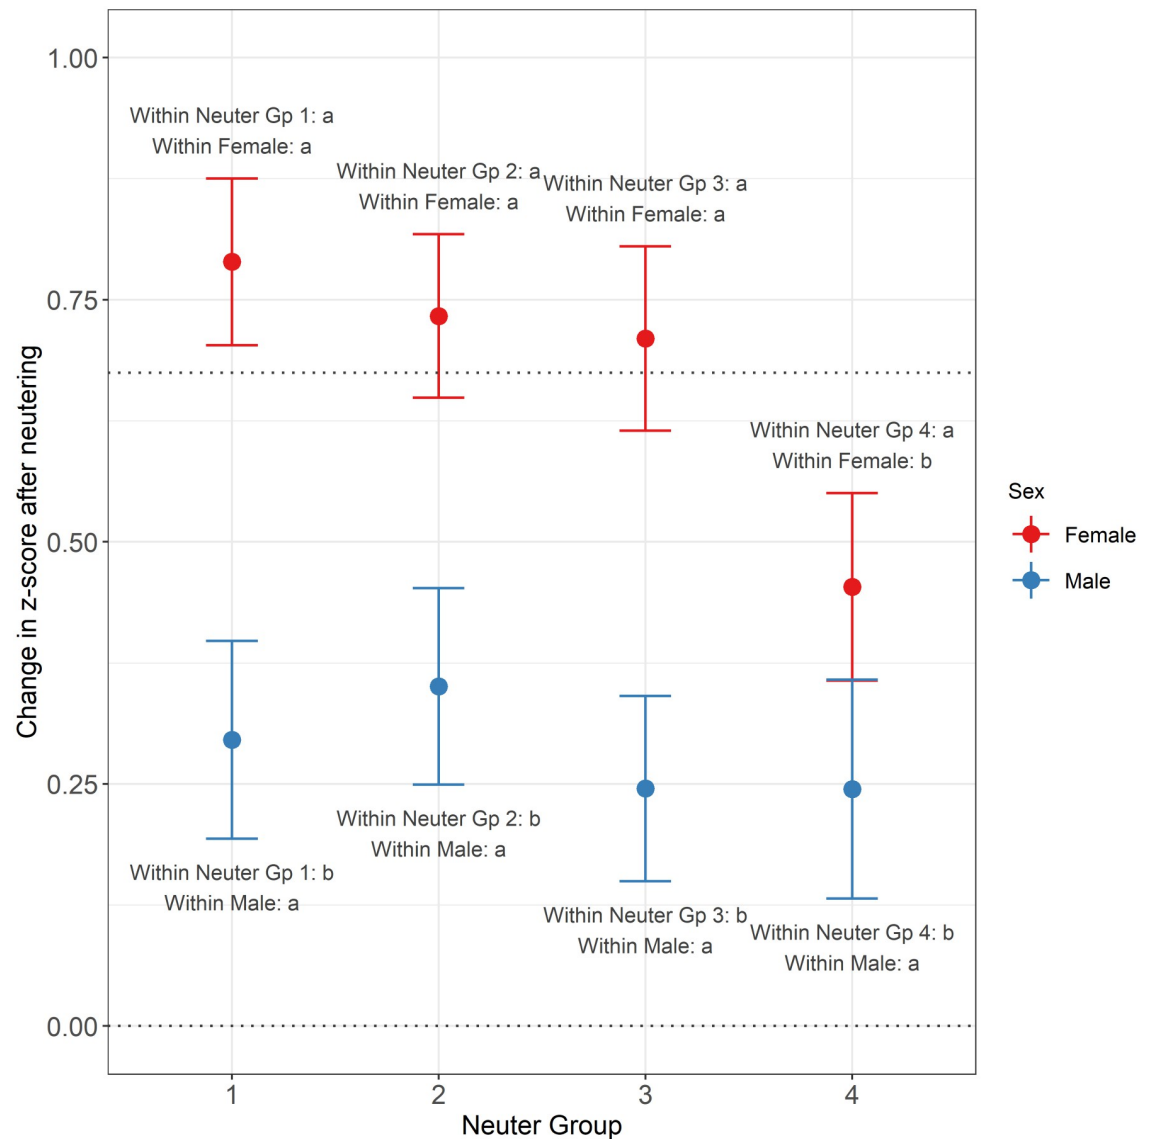 1.00
Within Neuter Gp 1: a
Within Female: a
Within Neuter Gp 2: a
Within Female: a
Within Neuter Gp 3: a
Within Female: a
0.75
Within Neuter Gp 4: a
Within Female: b
0.50
0.25
Within Neuter Gp 1: b
Within Male: a
Within Neuter Gp 2: b
Within Male: a
Within Neuter Gp 3: b
Within Male: a
Within Neuter Gp 4: b
Within Male: a
0.00
1 2 3 4
Neuter Group
Change in z-score after neutering
Sex
Female
Male